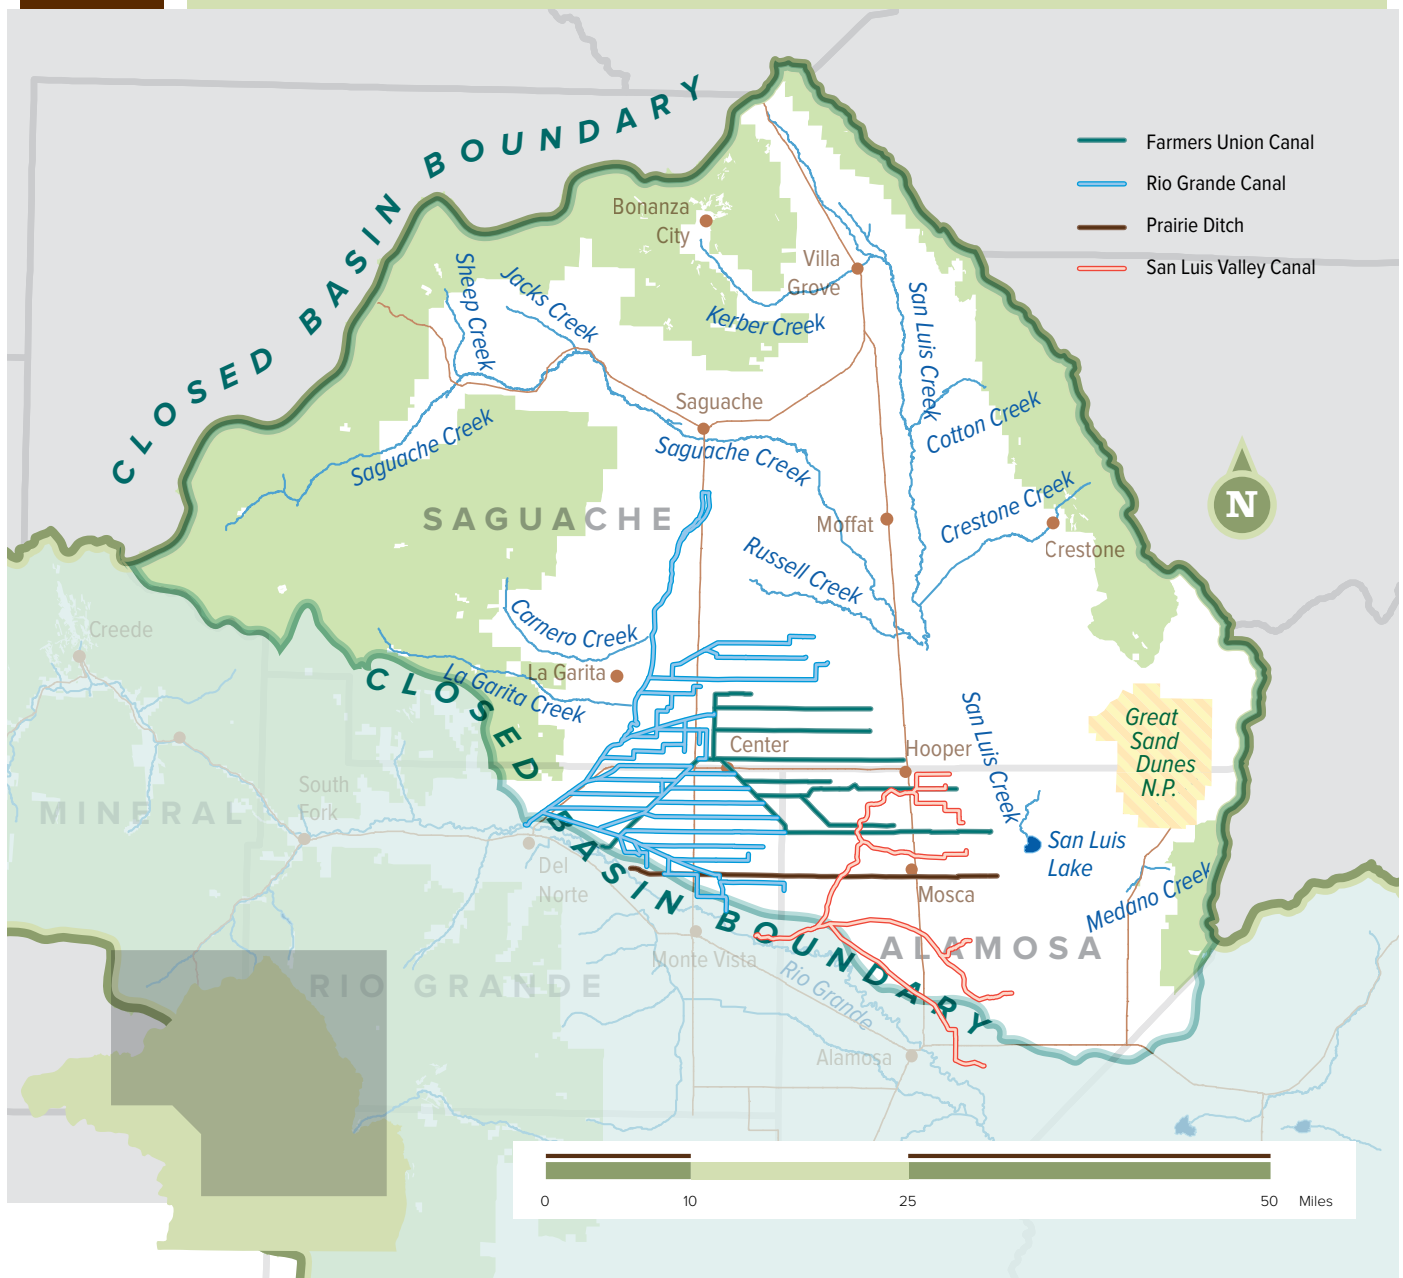 CLOSED BASIN BOUNDARY
Farmers Union Canal
Rio Grande Canal
Prairie Ditch
San Luis Valley Canal
Bonanza
City
Villa
Grove
Kerber Creek
Sheep Creek
Jacks Creek
San Luis Creek
Saguache
Cotton Creek
Saguache Creek
Saguache Creek
N
SAGUACHE
Moffat
Crestone Creek
Crestone
Russell Creek
Carnero Creek
Creede
La Garita
La Garita Creek
CLOSED BASIN BOUNDARY
San Luis Creek
Great
Sand
Dunes
N.P.
Center
Hooper
MINERAL
South
Fork
San Luis
Lake
Del
Norte
Mosca
Medano Creek
Monte Vista
ALAMOSA
RIO GRANDE
Rio Grande
Alamosa
0 10 25 50 Miles